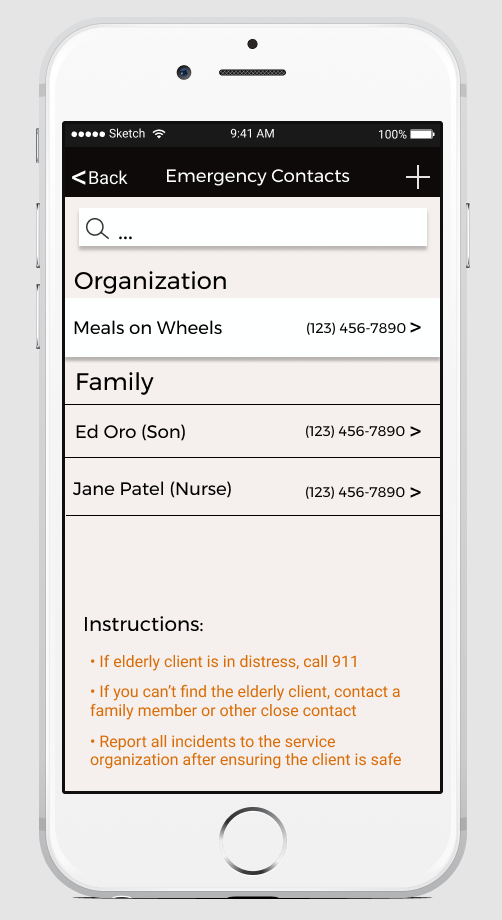 Sketch 9:41 AM 100%
<Back Emergency Contacts +
...
Organization
Meals on Wheels (123) 456-7890 >
Family
Ed Oro (Son) (123) 456-7890 >
Jane Patel (Nurse) (123) 456-7890 >
Instructions:
• If elderly client is in distress, call 911
• If you can’t find the elderly client, contact a
family member or other close contact
• Report all incidents to the service
organization after ensuring the client is safe